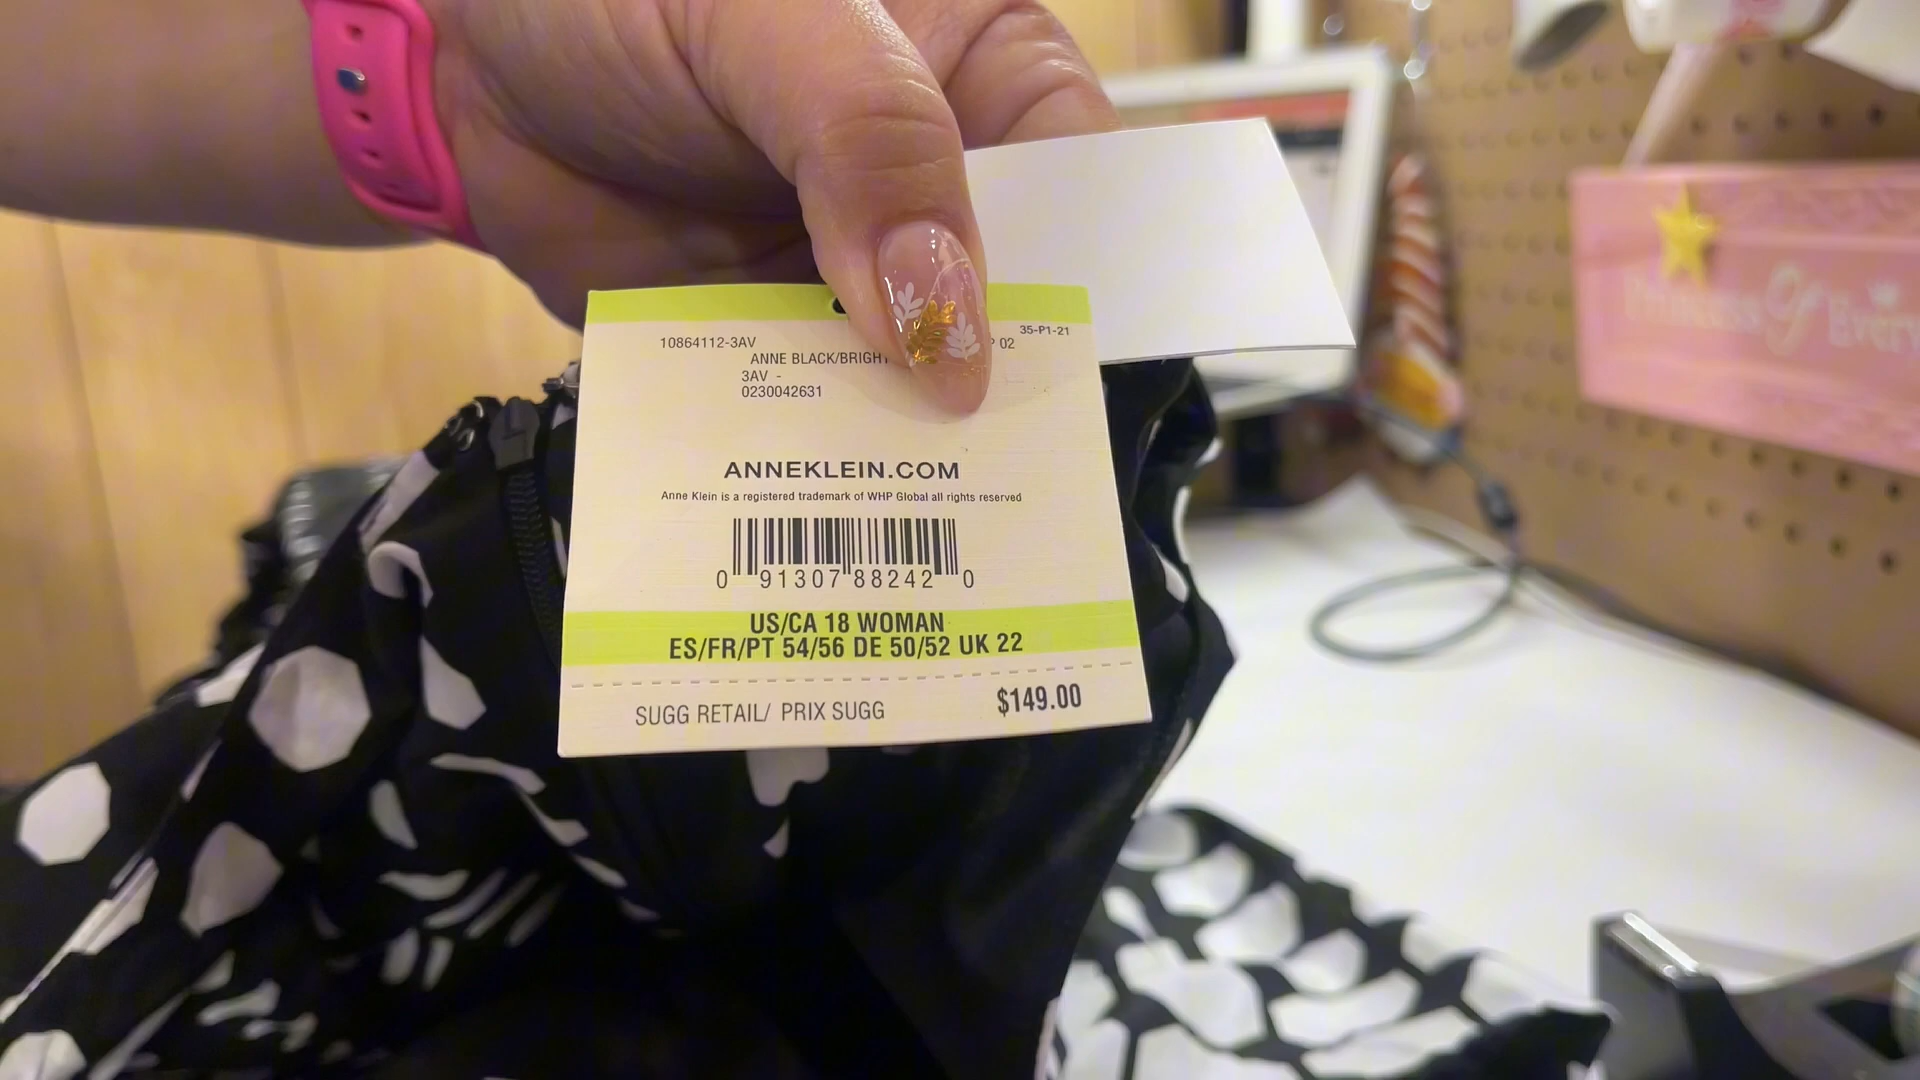 35-P1-21
10864112-3AV
P 02
ANNE BLACK/BRIGHT
3AV -
0230042631
ANNEKLEIN.COM
Anne Klein is a registered trademark of WHP Global all rights reserved
0 91307 88242 0
US/CA 18 WOMAN
ES/FR/PT 54/56 DE 50/52 UK 22
SUGG RETAIL/ PRIX SUGG
$149.00
Princess Of